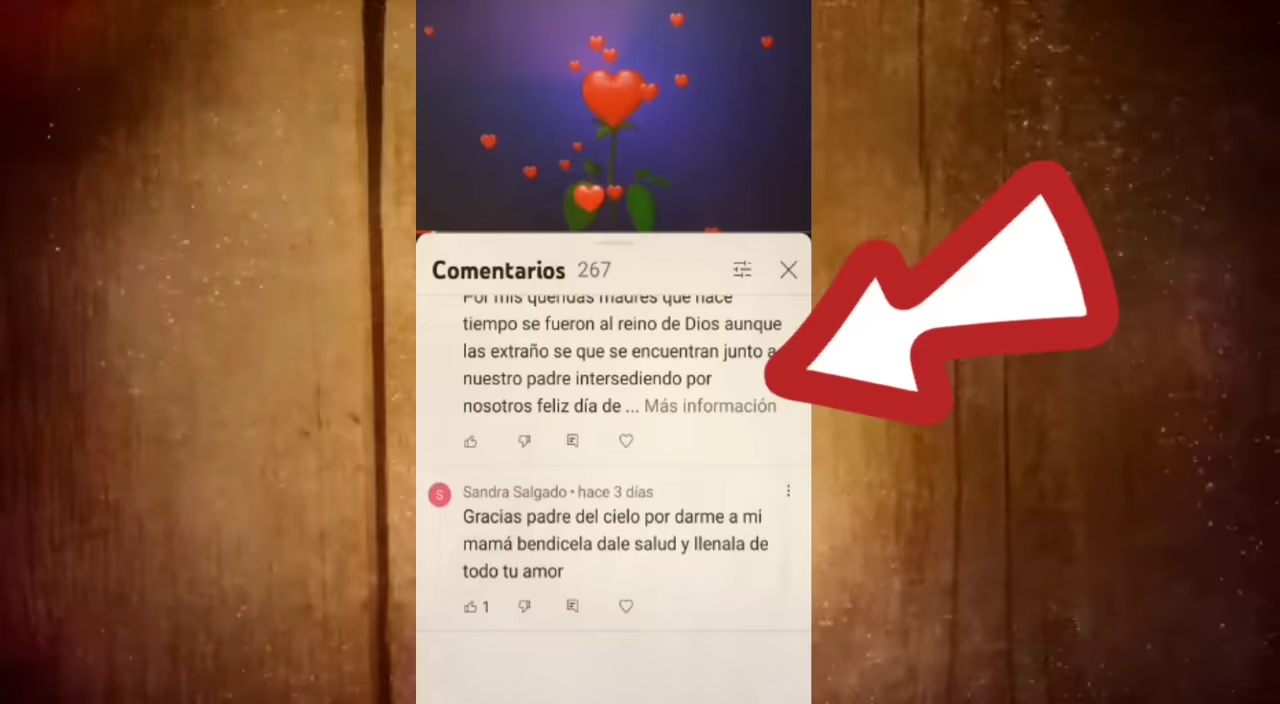 Comentarios 267
Por mis queridas madres que hace
tiempo se fueron al reino de Dios aunque
las extraño se que se encuentran junto a
nuestro padre intersediendo por
nosotros feliz día de ... Más información
S
Sandra Salgado • hace 3 días
Gracias padre del cielo por darme a mi
mamá bendicela dale salud y llenala de
todo tu amor
1